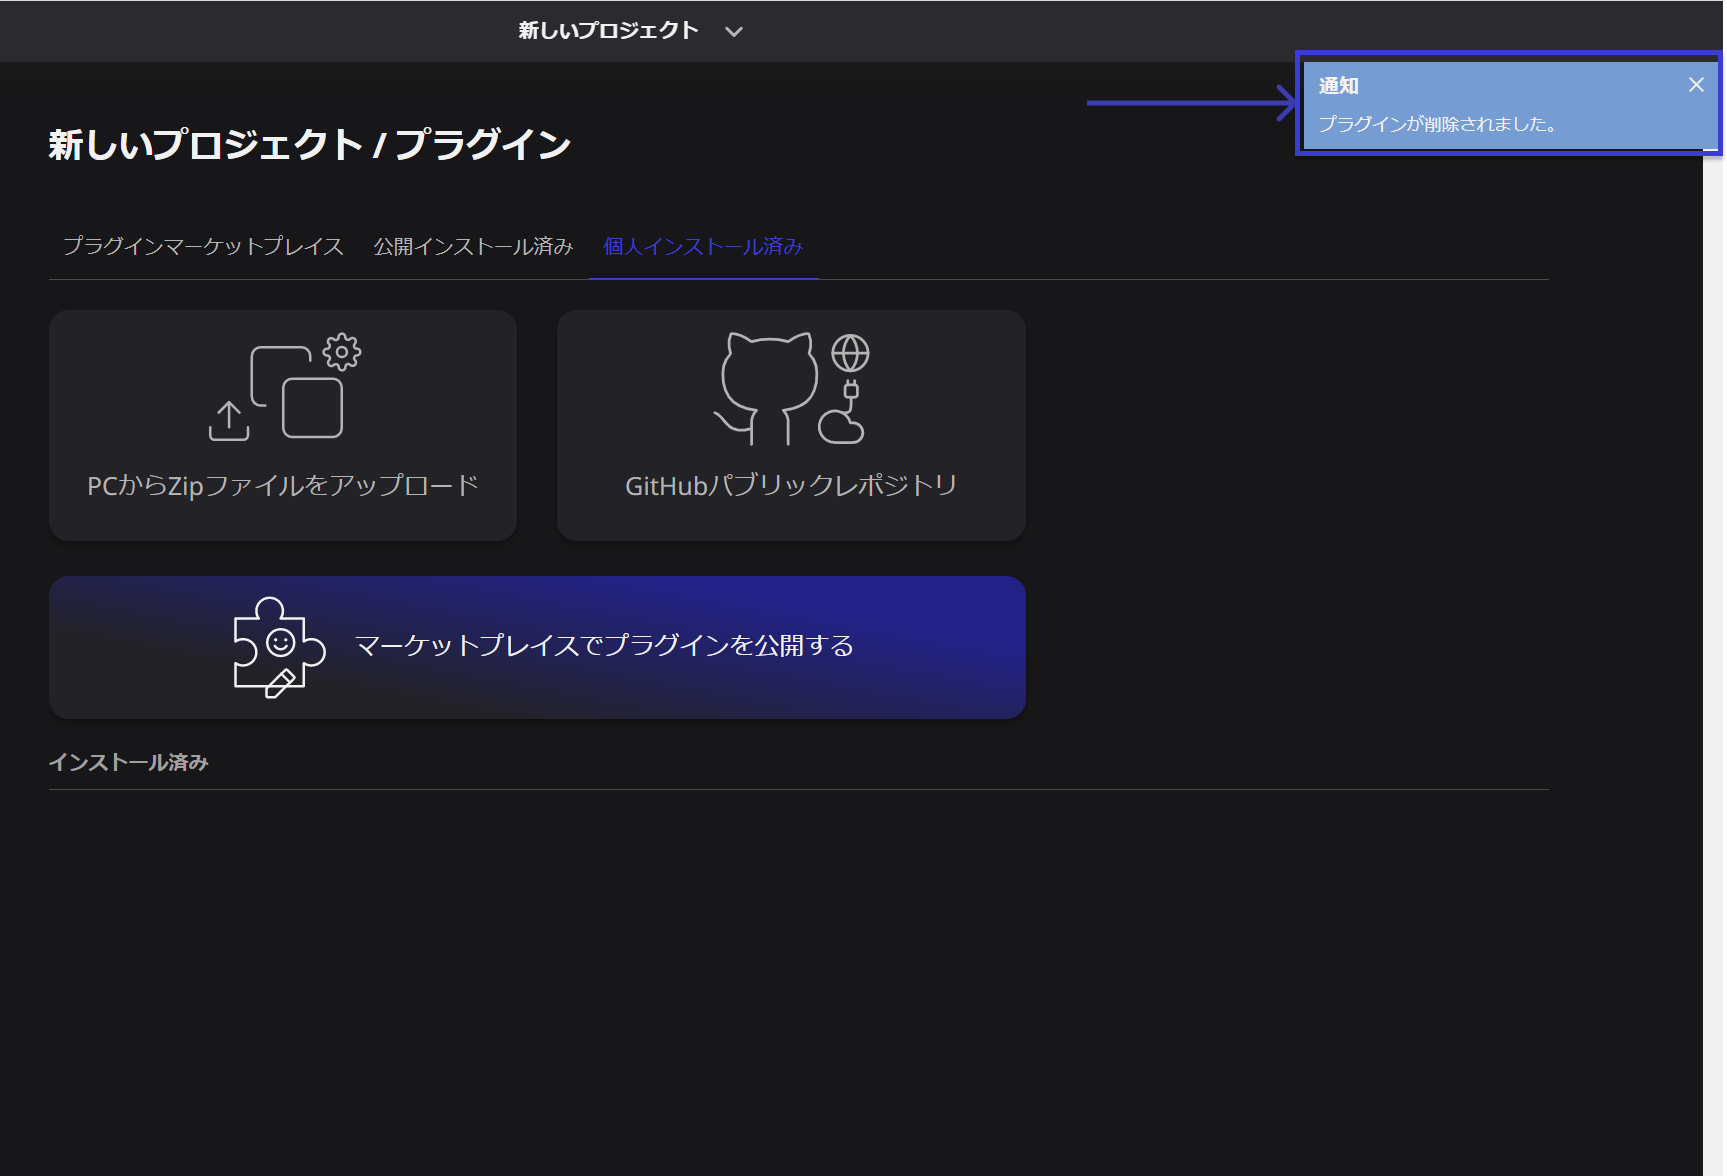 新しいプロジェクト
通知
プラグインが削除されました。
新しいプロジェクト / プラグイン
プラグインマーケットプレイス 公開インストール済み 個人インストール済み
PCからZipファイルをアップロード
GitHubパブリックレポジトリ
マーケットプレイスでプラグインを公開する
インストール済み